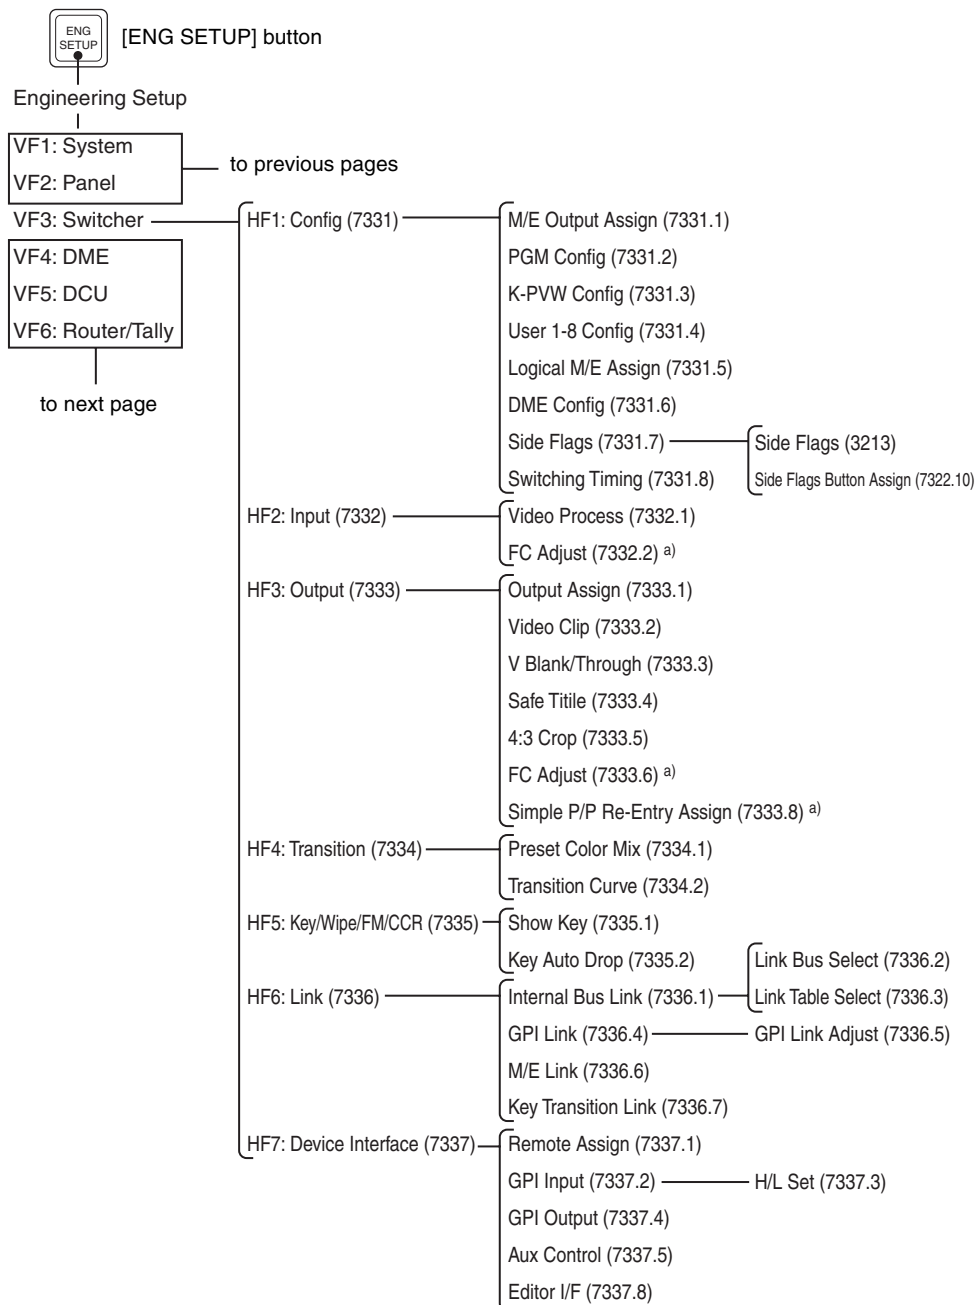 ENG
SETUP
[ENG SETUP] button
Engineering Setup
VF1: System
VF2: Panel
to previous pages
VF3: Switcher
VF4: DME
VF5: DCU
VF6: Router/Tally
to next page
HF1: Config (7331)
M/E Output Assign (7331.1)
PGM Config (7331.2)
K-PVW Config (7331.3)
User 1-8 Config (7331.4)
Logical M/E Assign (7331.5)
DME Config (7331.6)
Side Flags (7331.7)
Side Flags (3213)
Side Flags Button Assign (7322.10)
Switching Timing (7331.8)
HF2: Input (7332)
Video Process (7332.1)
FC Adjust (7332.2) a)
HF3: Output (7333)
Output Assign (7333.1)
Video Clip (7333.2)
V Blank/Through (7333.3)
Safe Titile (7333.4)
4:3 Crop (7333.5)
FC Adjust (7333.6) a)
Simple P/P Re-Entry Assign (7333.8) a)
HF4: Transition (7334)
Preset Color Mix (7334.1)
Transition Curve (7334.2)
HF5: Key/Wipe/FM/CCR (7335)
Show Key (7335.1)
Key Auto Drop (7335.2)
HF6: Link (7336)
Internal Bus Link (7336.1)
Link Bus Select (7336.2)
Link Table Select (7336.3)
GPI Link (7336.4)
GPI Link Adjust (7336.5)
M/E Link (7336.6)
Key Transition Link (7336.7)
HF7: Device Interface (7337)
Remote Assign (7337.1)
GPI Input (7337.2)
H/L Set (7337.3)
GPI Output (7337.4)
Aux Control (7337.5)
Editor I/F (7337.8)